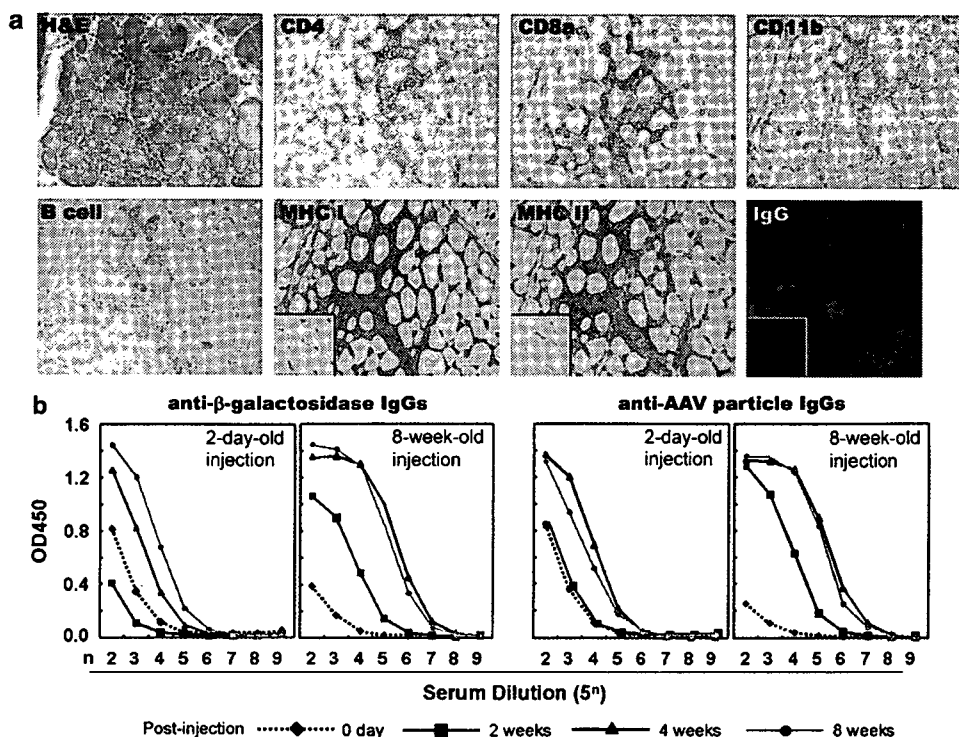 a
H&E CD4 CD8a CD11b
B cell MHC I MHC II IgG
b
anti-β-galactosidase IgGs anti-AAV particle IgGs
2-day-old injection
8-week-old injection
2-day-old injection
8-week-old injection
OD450
1.6
1.2
0.8
0.4
0.0
n 2 3 4 5 6 7 8 9 2 3 4 5 6 7 8 9 2 3 4 5 6 7 8 9 2 3 4 5 6 7 8 9
Serum Dilution (5ⁿ)
Post-injection 0 day 2 weeks 4 weeks 8 weeks